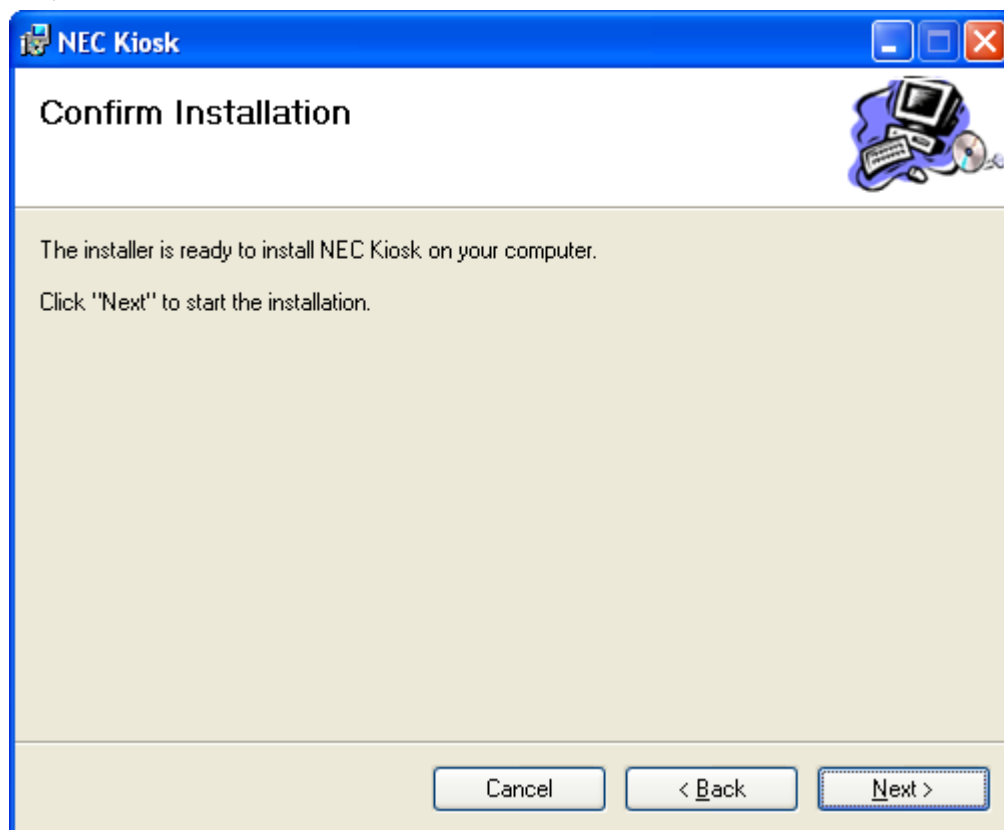 NEC Kiosk
Confirm Installation
The installer is ready to install NEC Kiosk on your computer.
Click "Next" to start the installation.
Cancel
< Back
Next >